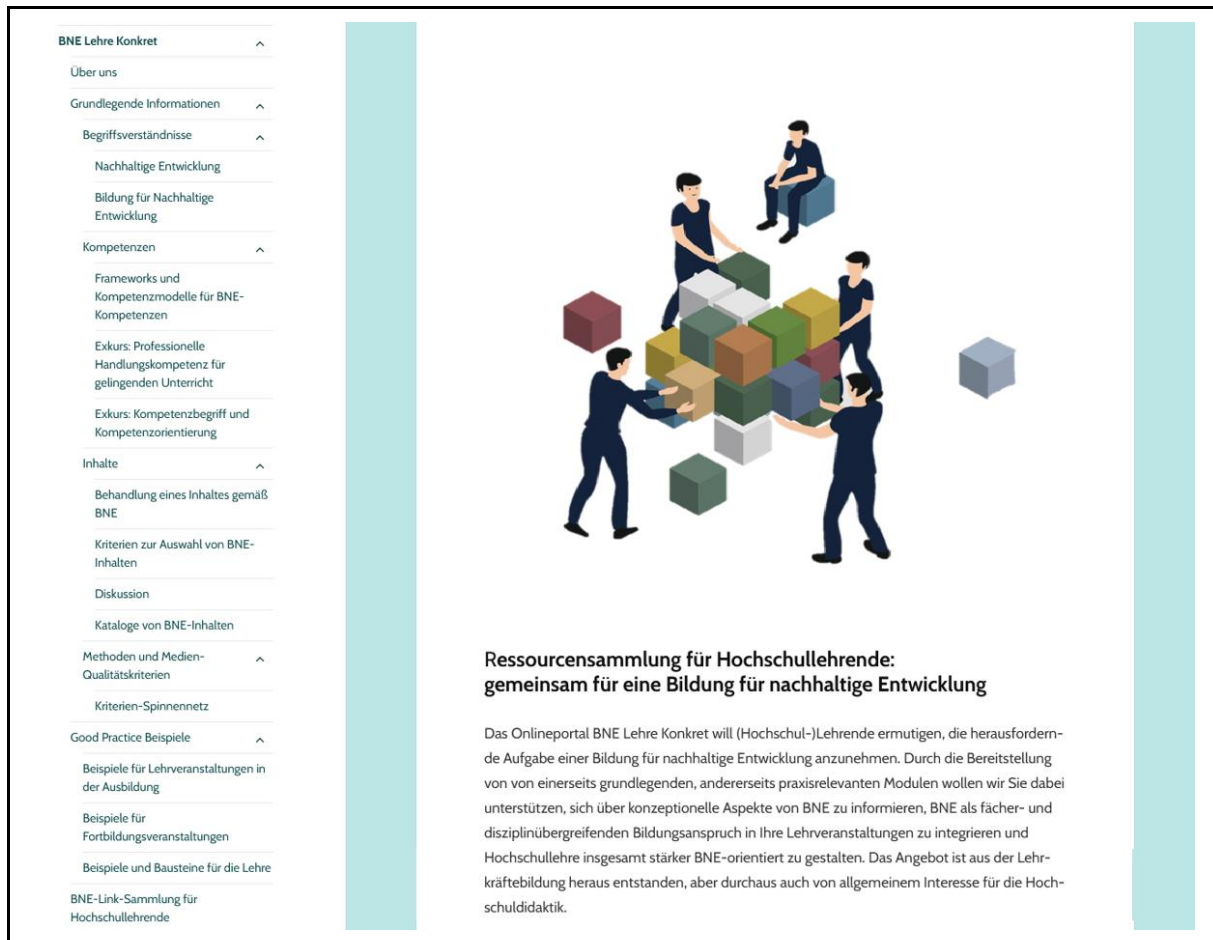 BNE Lehre Konkret
Über uns
Grundlegende Informationen
Begriffsverständnisse
Nachhaltige Entwicklung
Bildung für Nachhaltige
Entwicklung
Kompetenzen
Frameworks und
Kompetenzmodelle für BNE-
Kompetenzen
Exkurs: Professionelle
Handlungskompetenz für
gelingenden Unterricht
Exkurs: Kompetenzbegriff und
Kompetenzorientierung
Inhalte
Behandlung eines Inhaltes gemäß
BNE
Kriterien zur Auswahl von BNE-
Inhalten
Diskussion
Kataloge von BNE-Inhalten
Methoden und Medien-
Qualitätskriterien
Kriterien-Spinnennetz
Good Practice Beispiele
Beispiele für Lehrveranstaltungen in
der Ausbildung
Beispiele für
Fortbildungsveranstaltungen
Beispiele und Bausteine für die Lehre
BNE-Link-Sammlung für
Hochschullehrende
Ressourcensammlung für Hochschullehrende:
gemeinsam für eine Bildung für nachhaltige Entwicklung
Das Onlineportal BNE Lehre Konkret will (Hochschul-)Lehrende ermutigen, die herausfordern-
de Aufgabe einer Bildung für nachhaltige Entwicklung anzunehmen. Durch die Bereitstellung
von von einerseits grundlegenden, andererseits praxisrelevanten Modulen wollen wir Sie dabei
unterstützen, sich über konzeptionelle Aspekte von BNE zu informieren, BNE als fächer- und
disziplinübergreifenden Bildungsanspruch in Ihre Lehrveranstaltungen zu integrieren und
Hochschullehre insgesamt stärker BNE-orientiert zu gestalten. Das Angebot ist aus der Lehr-
kräftebildung heraus entstanden, aber durchaus auch von allgemeinem Interesse für die Hoch-
schuldidaktik.